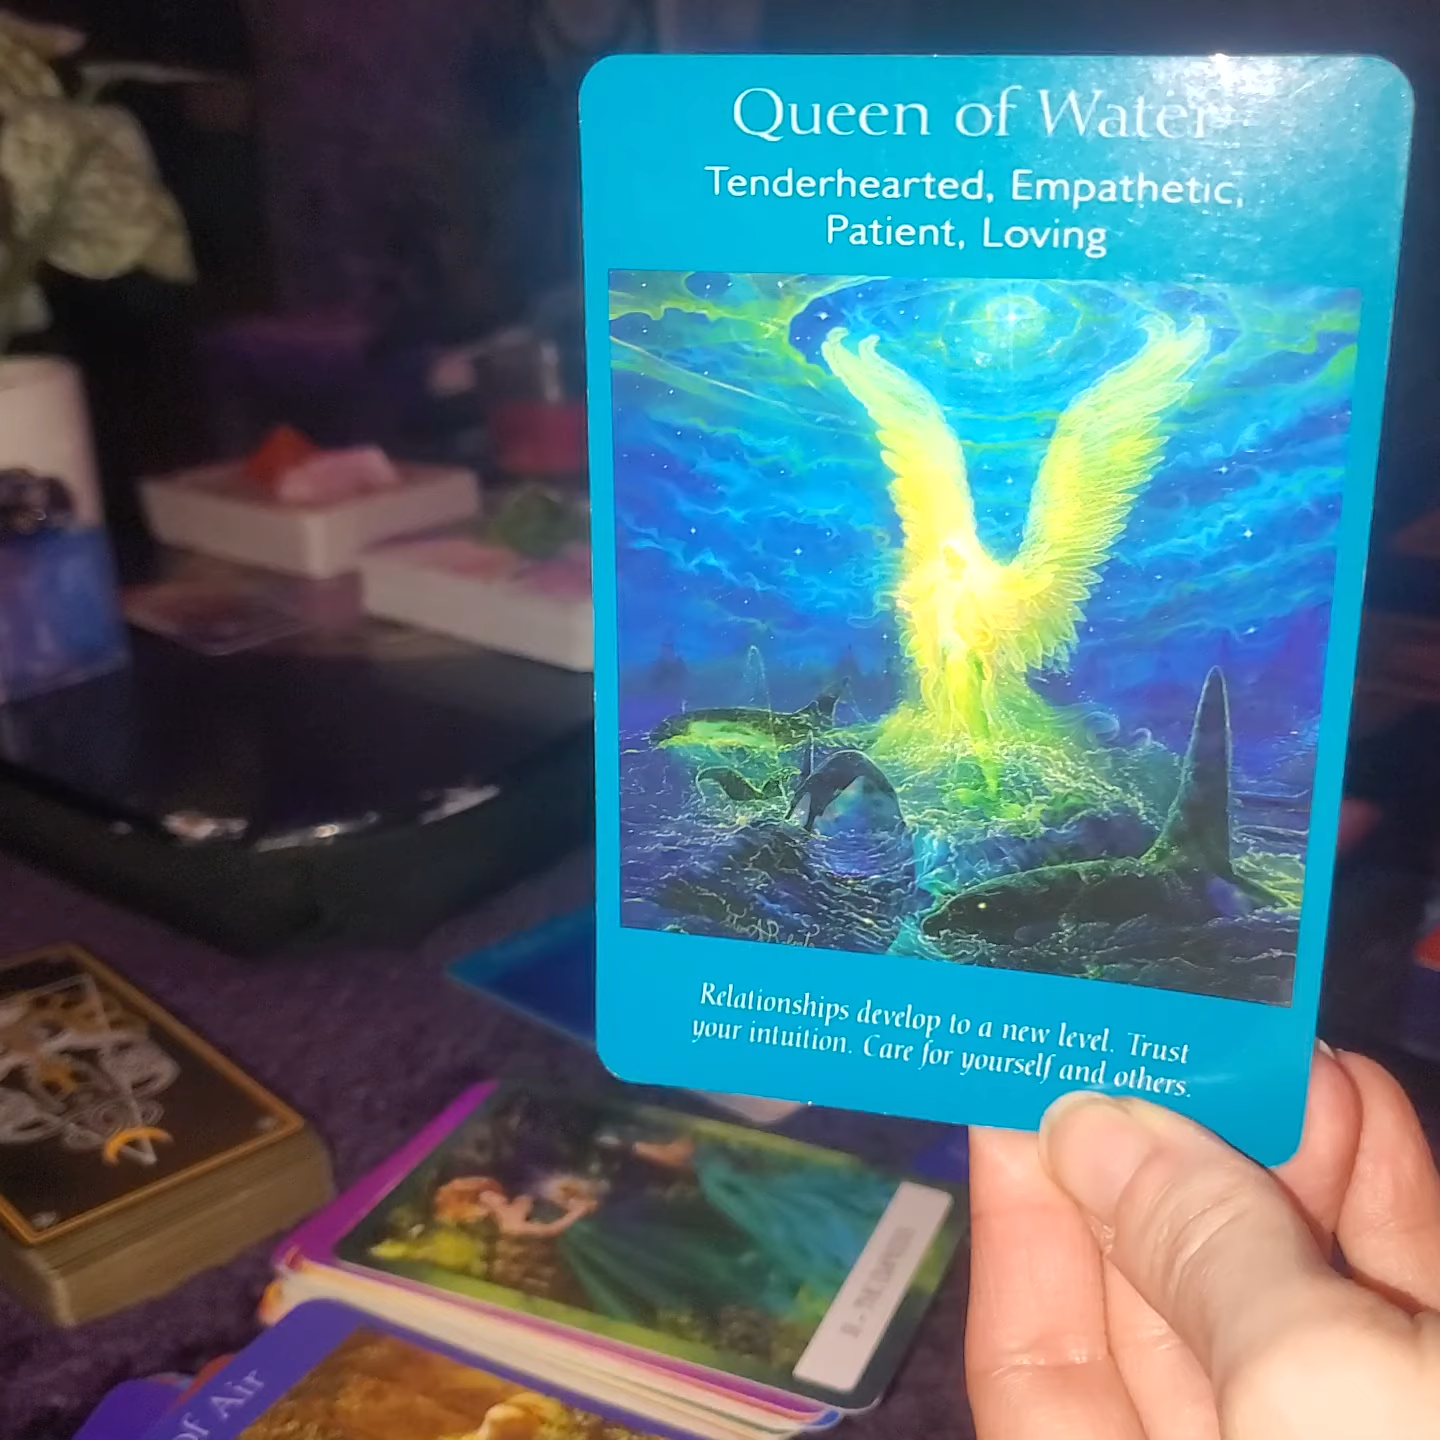 Queen of Water
Tenderhearted, Empathetic,
Patient, Loving
Relationships develop to a new level. Trust
your intuition. Care for yourself and others.
of Air